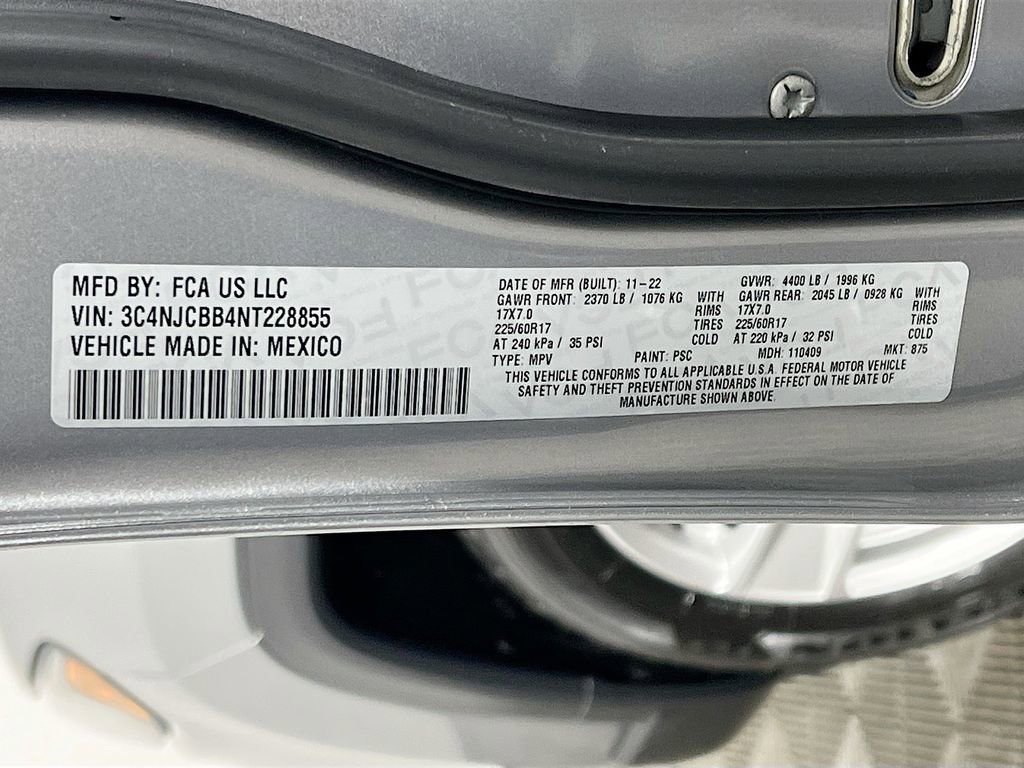 MFD BY: FCA US LLC
VIN: 3C4NJCBB4NT228855
VEHICLE MADE IN: MEXICO
DATE OF MFR (BUILT): 11-22
GAWR FRONT: 2370 LB / 1076 KG WITH
17X7.0 RIMS
225/60R17 TIRES
AT 240 kPa / 35 PSI COLD
GVWR: 4400 LB / 1996 KG
GAWR REAR: 2045 LB / 0928 KG WITH
17X7.0 RIMS
225/60R17 TIRES
AT 220 kPa / 32 PSI COLD
TYPE: MPV PAINT: PSC MDH: 110409 MKT: 875
THIS VEHICLE CONFORMS TO ALL APPLICABLE U.S.A. FEDERAL MOTOR VEHICLE
SAFETY AND THEFT PREVENTION STANDARDS IN EFFECT ON THE DATE OF
MANUFACTURE SHOWN ABOVE.